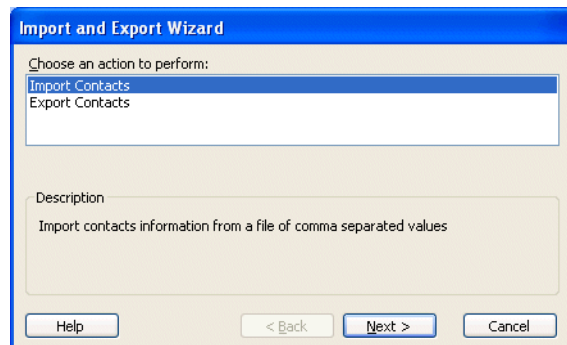 Import and Export Wizard
Choose an action to perform:
Import Contacts
Export Contacts
Description
Import contacts information from a file of comma separated values
Help < Back Next > Cancel